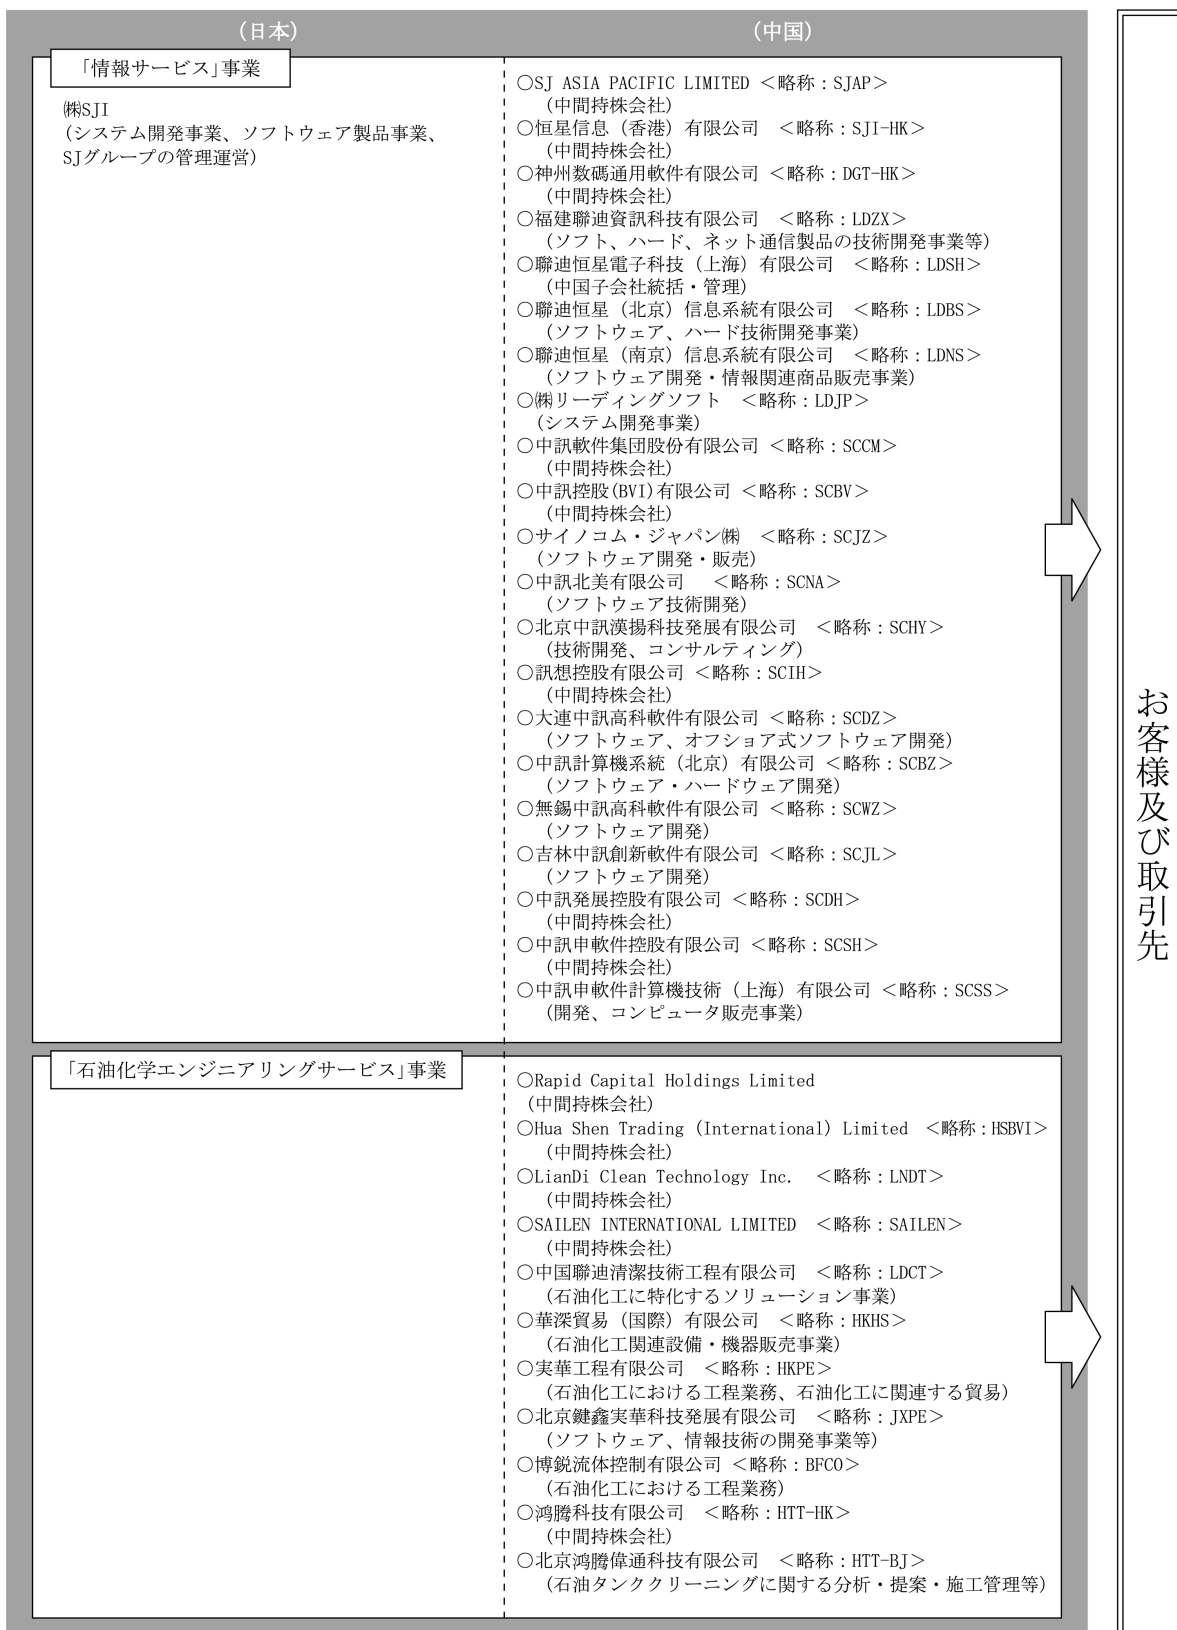 (日本)
(中国)
「情報サービス」事業
㈱SJI
(システム開発事業、ソフトウェア製品事業、
SJグループの管理運営)
○SJ ASIA PACIFIC LIMITED <略称:SJAP>
(中間持株会社)
○恒星信息(香港)有限公司 <略称:SJI-HK>
(中間持株会社)
○神州数碼通用軟件有限公司 <略称:DGT-HK>
(中間持株会社)
○福建聯迪資訊科技有限公司 <略称:LDZX>
(ソフト、ハード、ネット通信製品の技術開発事業等)
○聯迪恒星電子科技(上海)有限公司 <略称:LDSH>
(中国子会社統括・管理)
○聯迪恒星(北京)信息系統有限公司 <略称:LDBS>
(ソフトウェア、ハード技術開発事業)
○聯迪恒星(南京)信息系統有限公司 <略称:LDNS>
(ソフトウェア開発・情報関連商品販売事業)
○㈱リーディングソフト <略称:LDJP>
(システム開発事業)
○中訊軟件集団股份有限公司 <略称:SCCM>
(中間持株会社)
○中訊控股(BVI)有限公司 <略称:SCBV>
(中間持株会社)
○サイノコム・ジャパン㈱ <略称:SCJZ>
(ソフトウェア開発・販売)
○中訊北美有限公司 <略称:SCNA>
(ソフトウェア技術開発)
○北京中訊漢揚科技発展有限公司 <略称:SCHY>
(技術開発、コンサルティング)
○訊想控股有限公司 <略称:SCIH>
(中間持株会社)
○大連中訊高科軟件有限公司 <略称:SCDZ>
(ソフトウェア、オフショア式ソフトウェア開発)
○中訊計算機系統(北京)有限公司 <略称:SCBZ>
(ソフトウェア・ハードウェア開発)
○無錫中訊高科軟件有限公司 <略称:SCWZ>
(ソフトウェア開発)
○吉林中訊創新軟件有限公司 <略称:SCJL>
(ソフトウェア開発)
○中訊発展控股有限公司 <略称:SCDH>
(中間持株会社)
○中訊申軟件控股有限公司 <略称:SCSH>
(中間持株会社)
○中訊申軟件計算機技術(上海)有限公司 <略称:SCSS>
(開発、コンピュータ販売事業)
「石油化学エンジニアリングサービス」事業
○Rapid Capital Holdings Limited
(中間持株会社)
○Hua Shen Trading (International) Limited <略称:HSBVI>
(中間持株会社)
○LianDi Clean Technology Inc. <略称:LNDT>
(中間持株会社)
○SAILEN INTERNATIONAL LIMITED <略称:SAILEN>
(中間持株会社)
○中国聯迪清潔技術工程有限公司 <略称:LDCT>
(石油化工に特化するソリューション事業)
○華深貿易(国際)有限公司 <略称:HKHS>
(石油化工関連設備・機器販売事業)
○実華工程有限公司 <略称:HKPE>
(石油化工における工程業務、石油化工に関連する貿易)
○北京鍵鑫実華科技発展有限公司 <略称:JXPE>
(ソフトウェア、情報技術の開発事業等)
○博鋭流体控制有限公司 <略称:BFCO>
(石油化工における工程業務)
○鴻騰科技有限公司 <略称:HTT-HK>
(中間持株会社)
○北京鴻騰偉通科技有限公司 <略称:HTT-BJ>
(石油タンククリーニングに関する分析・提案・施工管理等)
お客様及び取引先